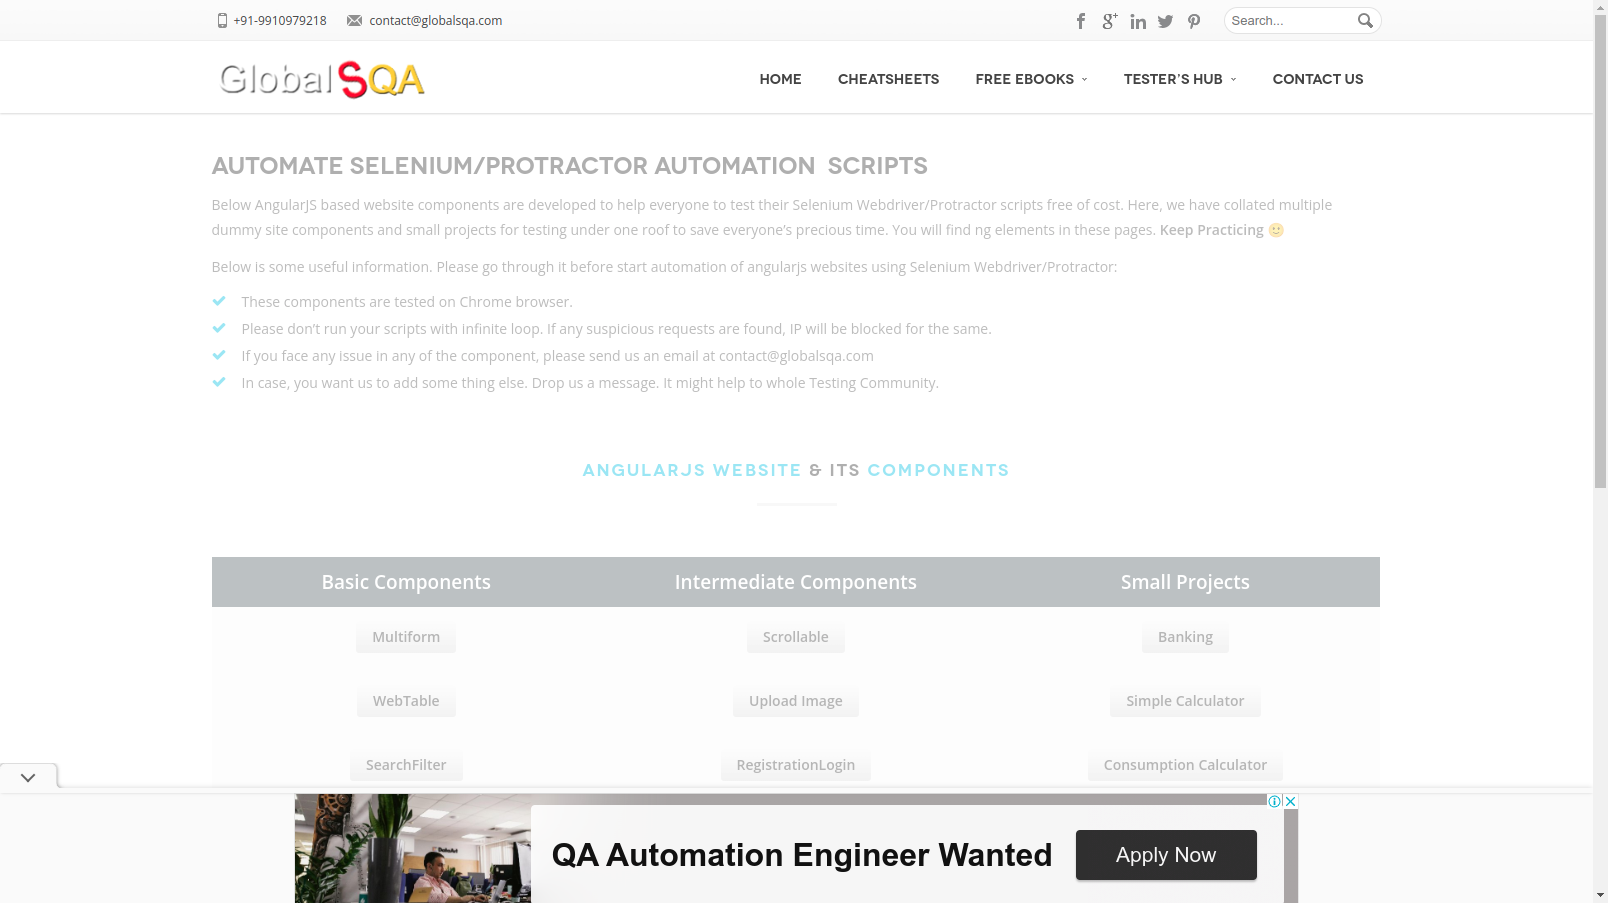 +91-9910979218 contact@globalsqa.com Search...
GlobalSQA HOME CHEATSHEETS FREE EBOOKS TESTER'S HUB CONTACT US
AUTOMATE SELENIUM/PROTRACTOR AUTOMATION SCRIPTS
Below AngularJS based website components are developed to help everyone to test their Selenium Webdriver/Protractor scripts free of cost. Here, we have collated multiple
dummy site components and small projects for testing under one roof to save everyone's precious time. You will find ng elements in these pages. Keep Practicing 🙂
Below is some useful information. Please go through it before start automation of angularjs websites using Selenium Webdriver/Protractor:
These components are tested on Chrome browser.
Please don't run your scripts with infinite loop. If any suspicious requests are found, IP will be blocked for the same.
If you face any issue in any of the component, please send us an email at contact@globalsqa.com
In case, you want us to add some thing else. Drop us a message. It might help to whole Testing Community.
ANGULARJS WEBSITE & ITS COMPONENTS
Basic Components Intermediate Components Small Projects
Multiform Scrollable Banking
WebTable Upload Image Simple Calculator
SearchFilter RegistrationLogin Consumption Calculator
QA Automation Engineer Wanted Apply Now